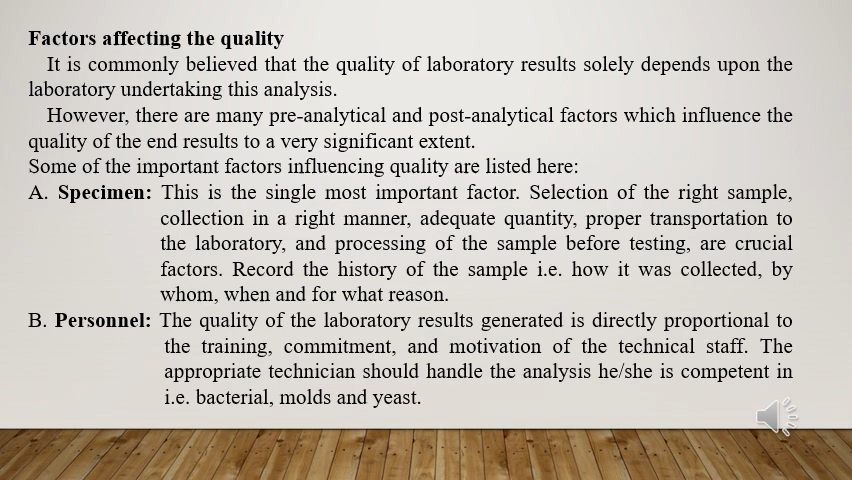 Factors affecting the quality
It is commonly believed that the quality of laboratory results solely depends upon the
laboratory undertaking this analysis.
However, there are many pre-analytical and post-analytical factors which influence the
quality of the end results to a very significant extent.
Some of the important factors influencing quality are listed here:
A. Specimen: This is the single most important factor. Selection of the right sample,
collection in a right manner, adequate quantity, proper transportation to
the laboratory, and processing of the sample before testing, are crucial
factors. Record the history of the sample i.e. how it was collected, by
whom, when and for what reason.
B. Personnel: The quality of the laboratory results generated is directly proportional to
the training, commitment, and motivation of the technical staff. The
appropriate technician should handle the analysis he/she is competent in
i.e. bacterial, molds and yeast.